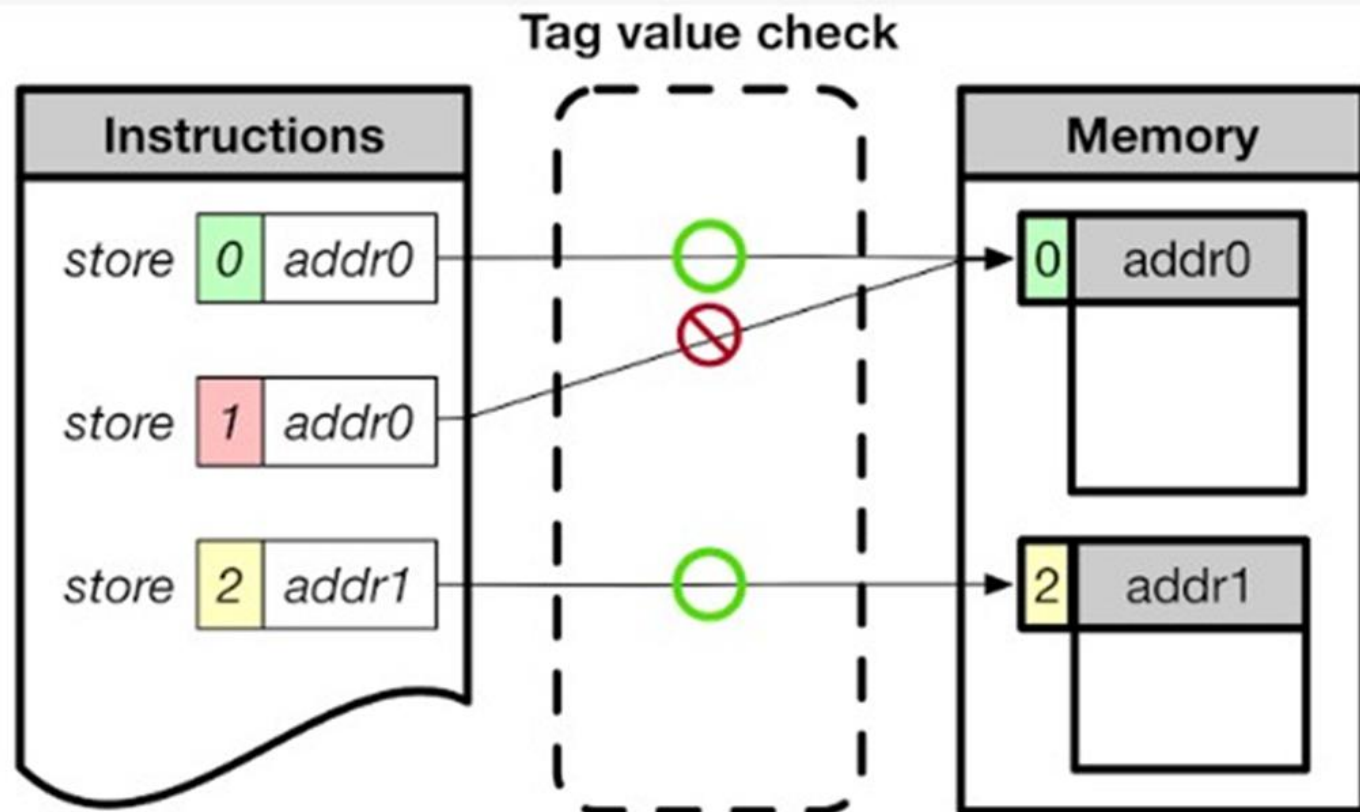 Tag value check
Instructions
Memory
store 0 addr0
0 addr0
store 1 addr0
store 2 addr1
2 addr1